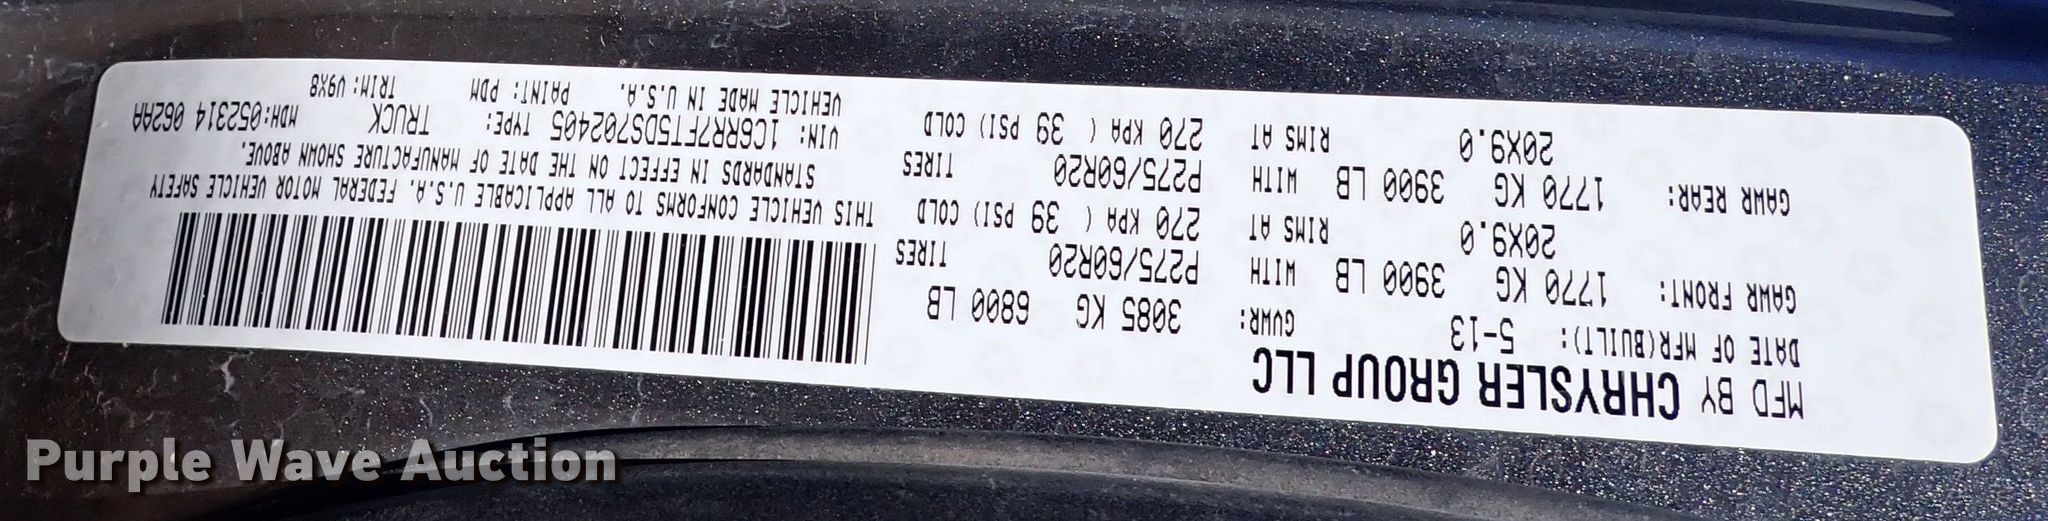 MFD BY CHRYSLER GROUP LLC
DATE OF MFR(BUILT): 5-13 GVWR: 3085 KG 6800 LB
GAWR FRONT: 1770 KG 3900 LB WITH P275/60R20 TIRES
20X9.0 RIMS AT 270 KPA ( 39 PSI) COLD
GAWR REAR: 1770 KG 3900 LB WITH P275/60R20 TIRES
20X9.0 RIMS AT 270 KPA ( 39 PSI) COLD
THIS VEHICLE CONFORMS TO ALL APPLICABLE U.S.A. FEDERAL MOTOR VEHICLE SAFETY
STANDARDS IN EFFECT ON THE DATE OF MANUFACTURE SHOWN ABOVE.
VIN: 1C6RR7FT5DS702405 TYPE: TRUCK MDH:052314 062AA
VEHICLE MADE IN U.S.A. PAINT: PDM TRIM: V9X8
Purple Wave Auction